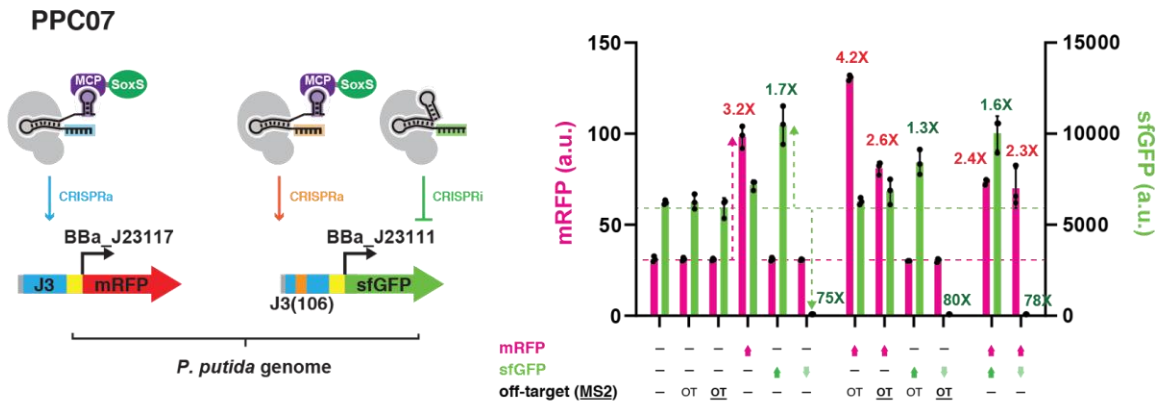 PPC07
MCP
SoxS
MCP
SoxS
CRISPRa
CRISPRa
CRISPRi
BBa_J23117
BBa_J23111
J3
mRFP
sfGFP
J3(106)
P. putida genome
mRFP (a.u.)
150
100
50
0
15000
10000
5000
0
sfGFP (a.u.)
3.2X
1.7X
75X
4.2X
2.6X
1.3X
80X
2.4X
1.6X
2.3X
78X
mRFP – – – – – – –
sfGFP – – – – – – –
off-target (MS2) – OT OT – – – OT OT OT OT – –